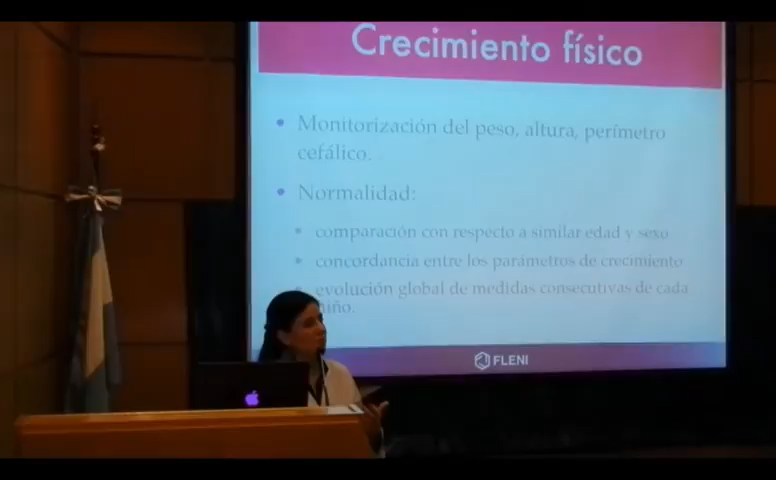 Crecimiento físico
• Monitorización del peso, altura, perímetro
cefálico.
• Normalidad:
• comparación con respecto a similar edad y sexo
• concordancia entre los parámetros de crecimiento
• evolución global de medidas consecutivas de cada
niño.
FLENI